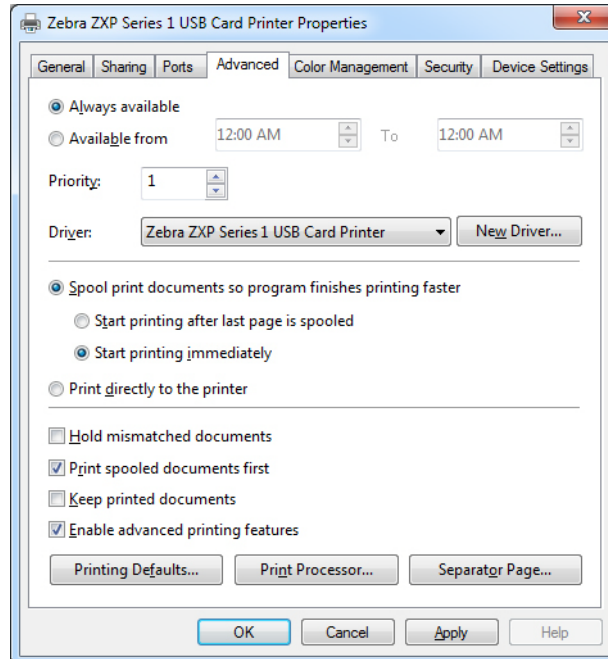 Zebra ZXP Series 1 USB Card Printer Properties
General Sharing Ports Advanced Color Management Security Device Settings
Always available
Available from 12:00 AM To 12:00 AM
Priority: 1
Driver: Zebra ZXP Series 1 USB Card Printer New Driver...
Spool print documents so program finishes printing faster
Start printing after last page is spooled
Start printing immediately
Print directly to the printer
Hold mismatched documents
Print spooled documents first
Keep printed documents
Enable advanced printing features
Printing Defaults... Print Processor... Separator Page...
OK Cancel Apply Help